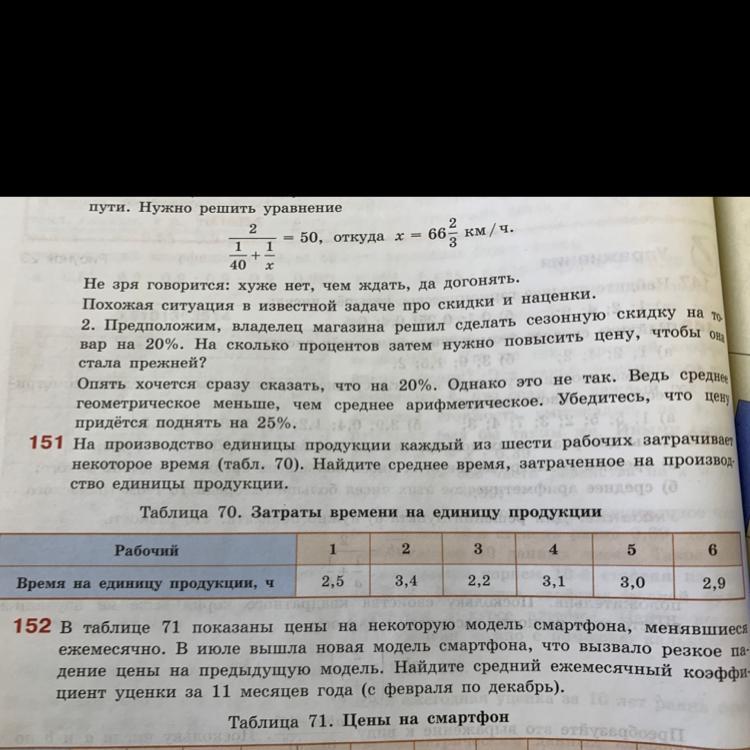 пути. Нужно решить уравнение
2 / (1/40 + 1/x) = 50, откуда x = 66 2/3 км/ч.
Не зря говорится: хуже нет, чем ждать, да догонять.
Похожая ситуация в известной задаче про скидки и наценки.
2. Предположим, владелец магазина решил сделать сезонную скидку на то-
вар на 20%. На сколько процентов затем нужно повысить цену, чтобы она
стала прежней?
Опять хочется сразу сказать, что на 20%. Однако это не так. Ведь среднее
геометрическое меньше, чем среднее арифметическое. Убедитесь, что цену
придётся поднять на 25%.
151 На производство единицы продукции каждый из шести рабочих затрачивает
некоторое время (табл. 70). Найдите среднее время, затраченное на производ-
ство единицы продукции.
Таблица 70. Затраты времени на единицу продукции
Рабочий 1 2 3 4 5 6
Время на единицу продукции, ч 2,5 3,4 2,2 3,1 3,0 2,9
152 В таблице 71 показаны цены на некоторую модель смартфона, менявшиеся
ежемесячно. В июле вышла новая модель смартфона, что вызвало резкое па-
дение цены на предыдущую модель. Найдите средний ежемесячный коэффи-
циент уценки за 11 месяцев года (с февраля по декабрь).
Таблица 71. Цены на смартфон